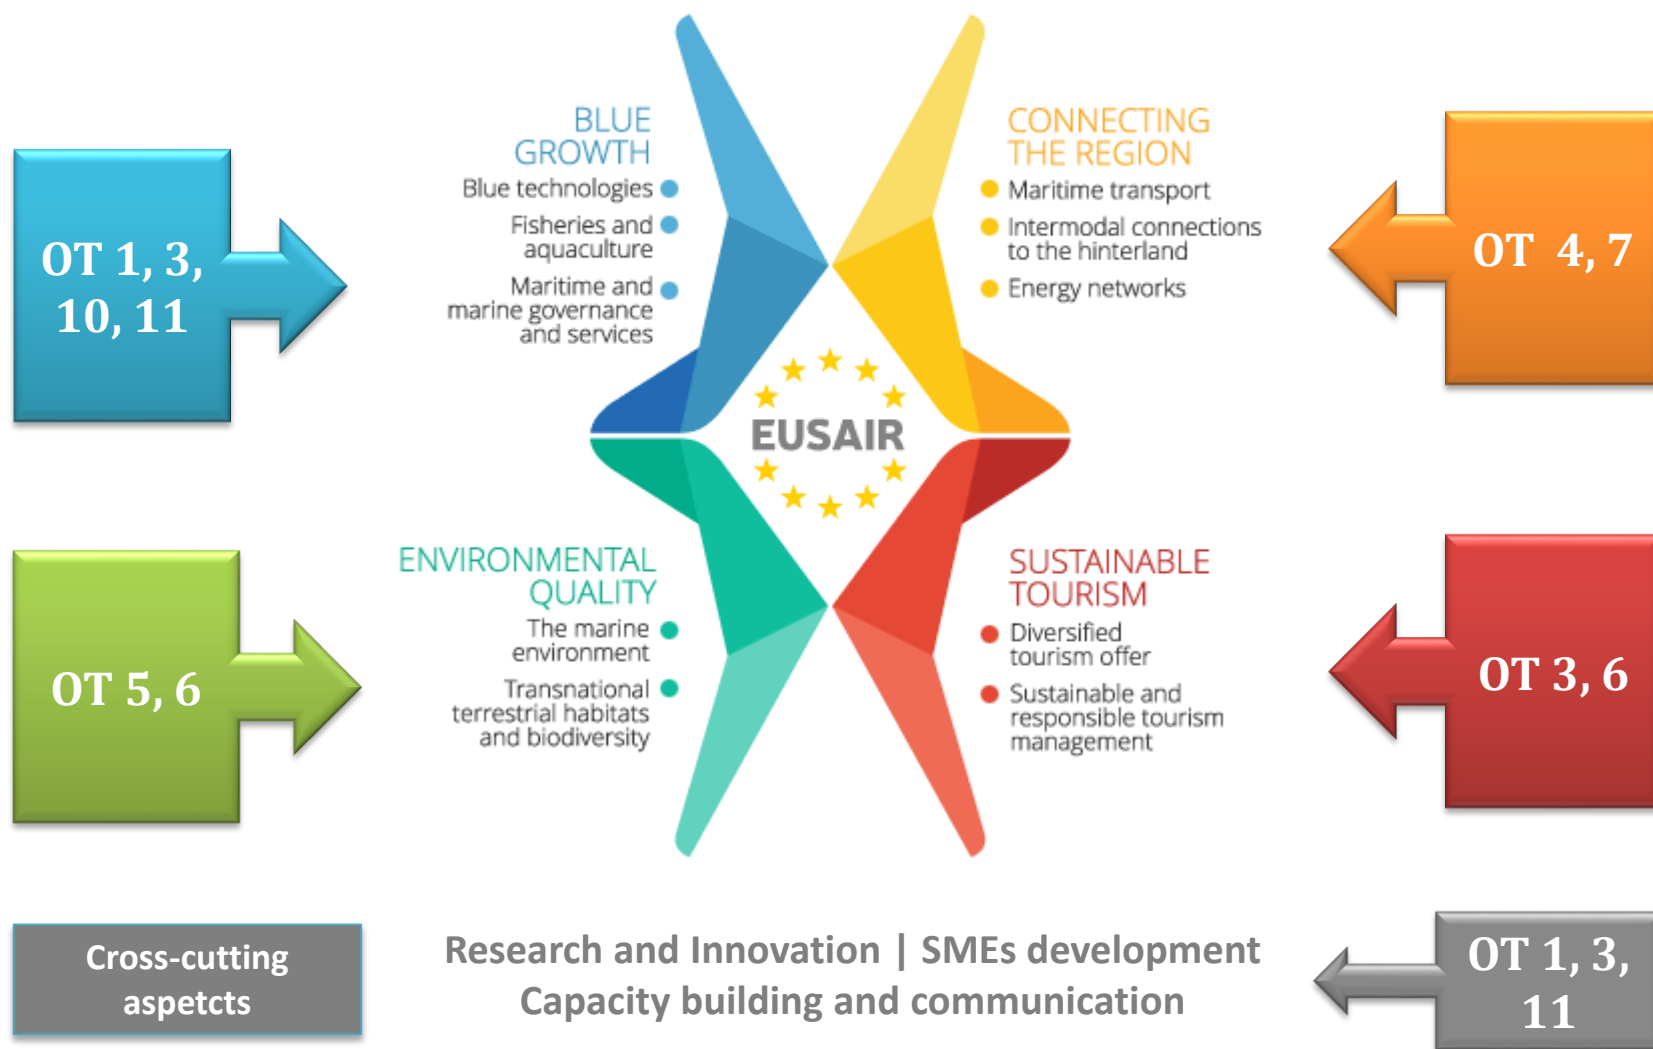 OT 1, 3,
10, 11
BLUE
GROWTH
Blue technologies
Fisheries and
aquaculture
Maritime and
marine governance
and services
CONNECTING
THE REGION
Maritime transport
Intermodal connections
to the hinterland
Energy networks
OT 4, 7
EUSAIR
OT 5, 6
ENVIRONMENTAL
QUALITY
The marine
environment
Transnational
terrestrial habitats
and biodiversity
SUSTAINABLE
TOURISM
Diversified
tourism offer
Sustainable and
responsible tourism
management
OT 3, 6
Cross-cutting
aspetcts
Research and Innovation | SMEs development
Capacity building and communication
OT 1, 3,
11